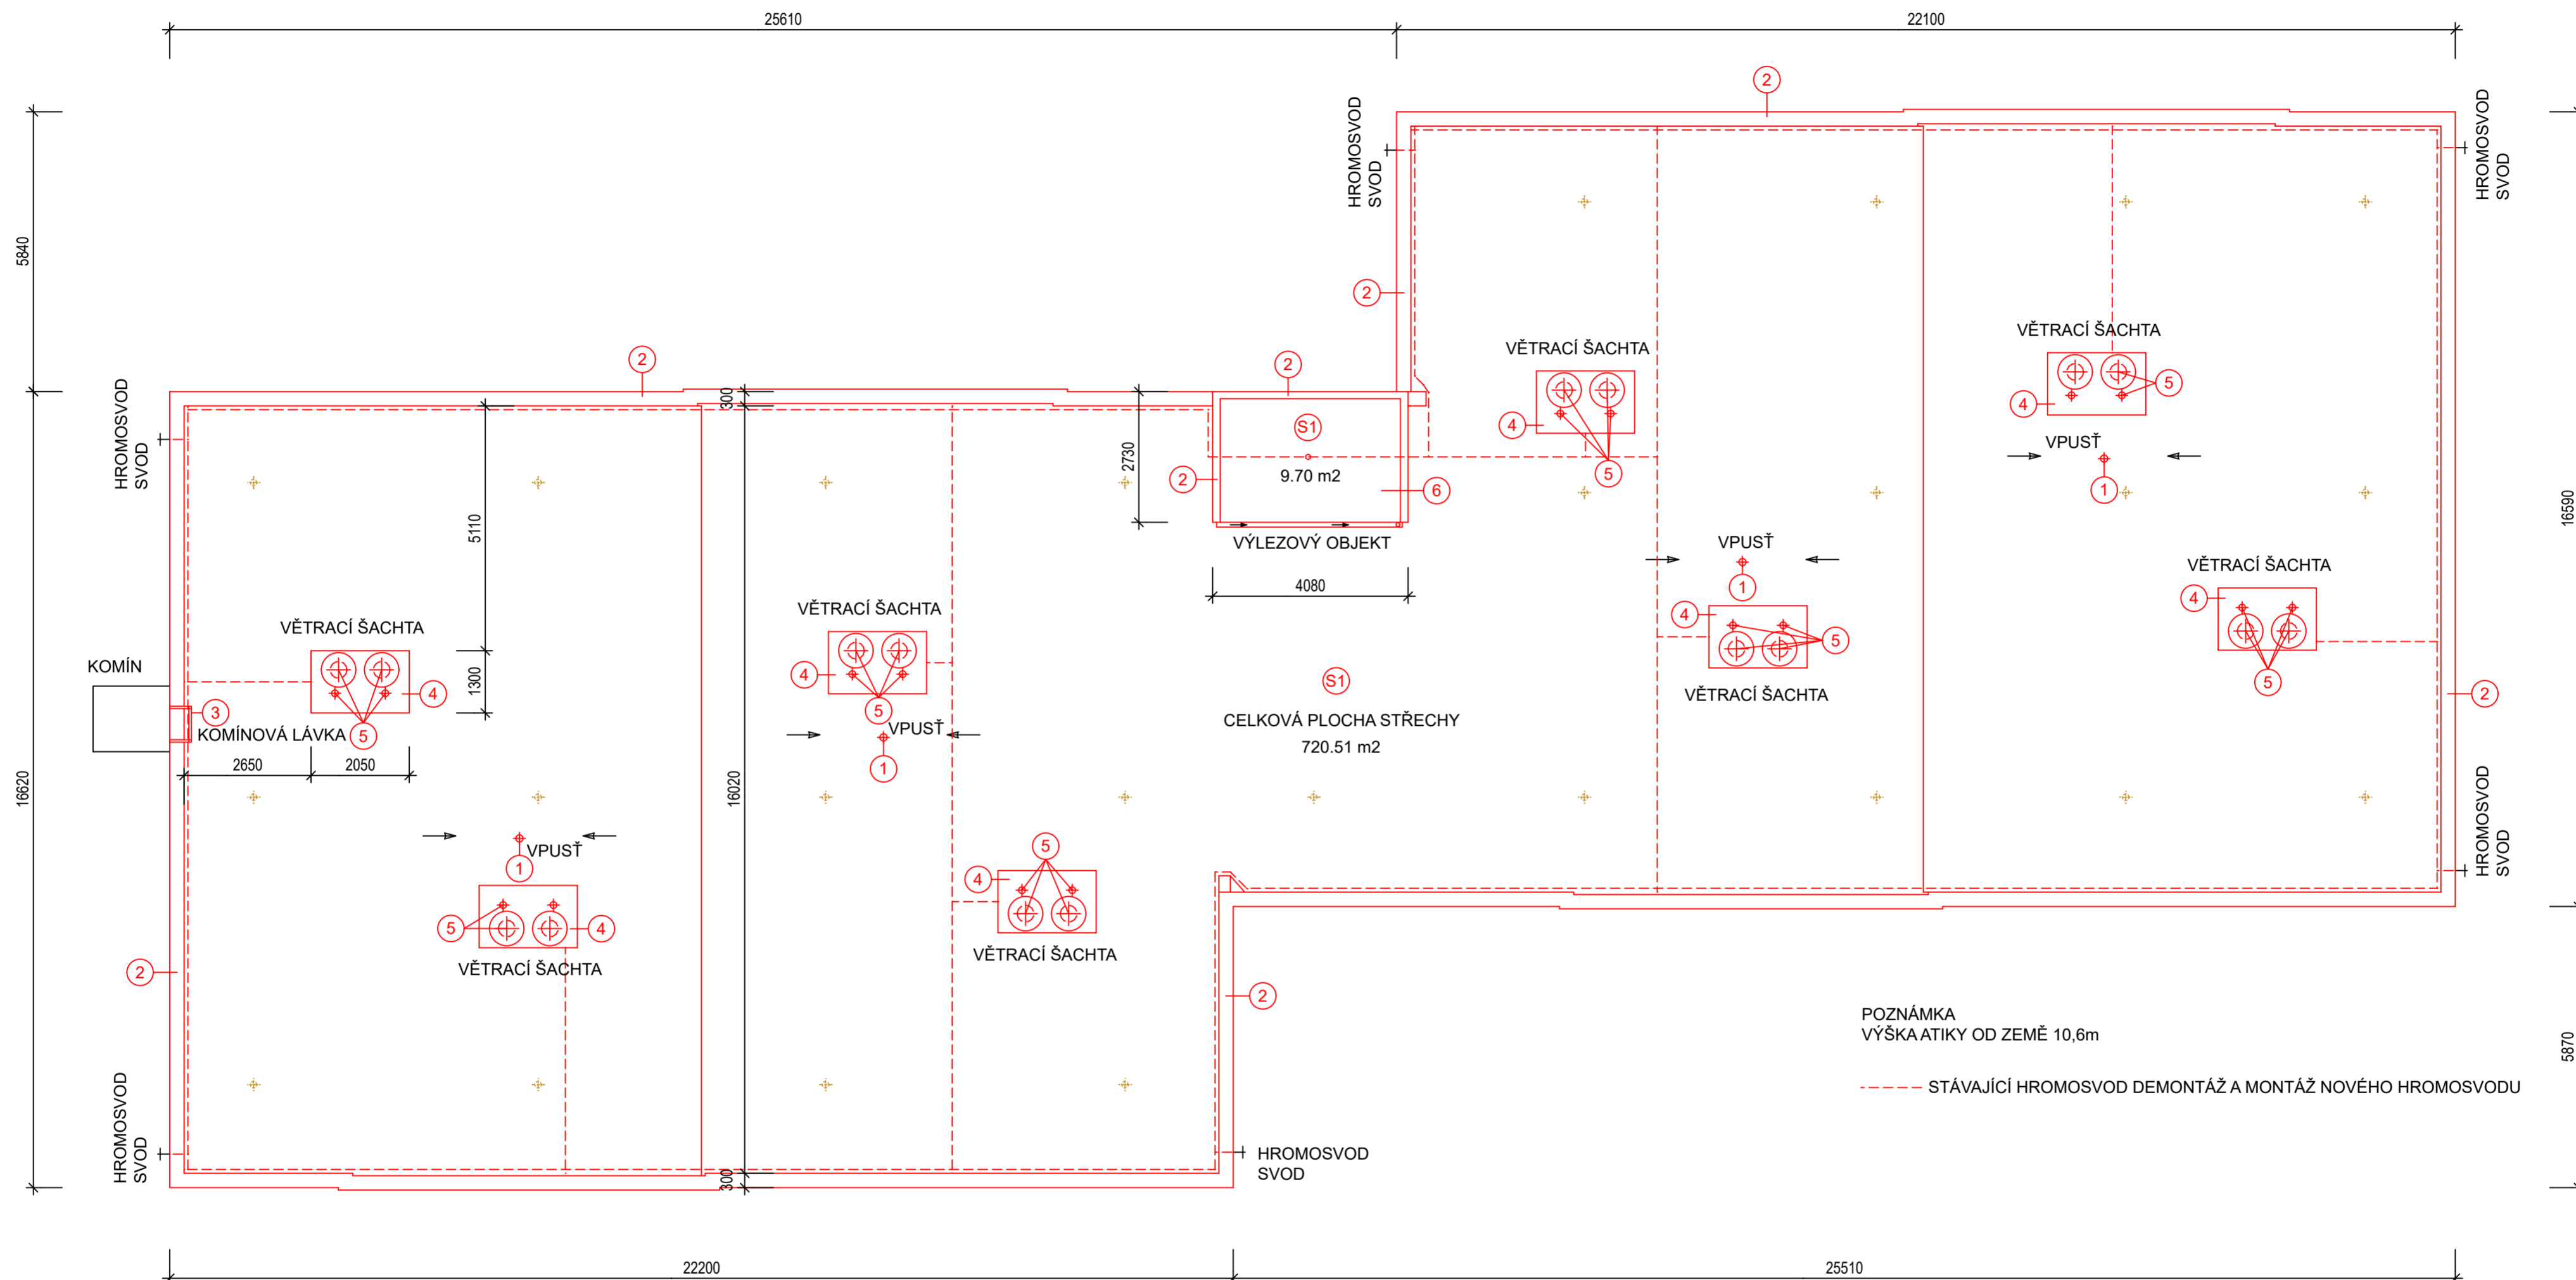 25610
22100
2
HROMOSVOD
SVOD
HROMOSVOD
SVOD
5840
2
VĚTRACÍ ŠACHTA
VĚTRACÍ ŠACHTA
2
2
HROMOSVOD
SVOD
300
S1
9.70 m2
2730
2
6
4
5
4
5
VPUSŤ
1
16590
5110
VÝLEZOVÝ OBJEKT
4080
VPUSŤ
1
VĚTRACÍ ŠACHTA
4
5
VĚTRACÍ ŠACHTA
4
5
2
VĚTRACÍ ŠACHTA
VĚTRACÍ ŠACHTA
KOMÍN
1300
4
3
KOMÍNOVÁ LÁVKA
5
2650
2050
4
5
VPUSŤ
1
16620
16020
S1
CELKOVÁ PLOCHA STŘECHY
720.51 m2
VPUSŤ
1
5
4
VĚTRACÍ ŠACHTA
5
4
VĚTRACÍ ŠACHTA
HROMOSVOD
SVOD
2
2
POZNÁMKA
VÝŠKA ATIKY OD ZEMĚ 10,6m
5870
STÁVAJÍCÍ HROMOSVOD DEMONTÁŽ A MONTÁŽ NOVÉHO HROMOSVODU
HROMOSVOD
SVOD
300
HROMOSVOD
SVOD
22200
25510